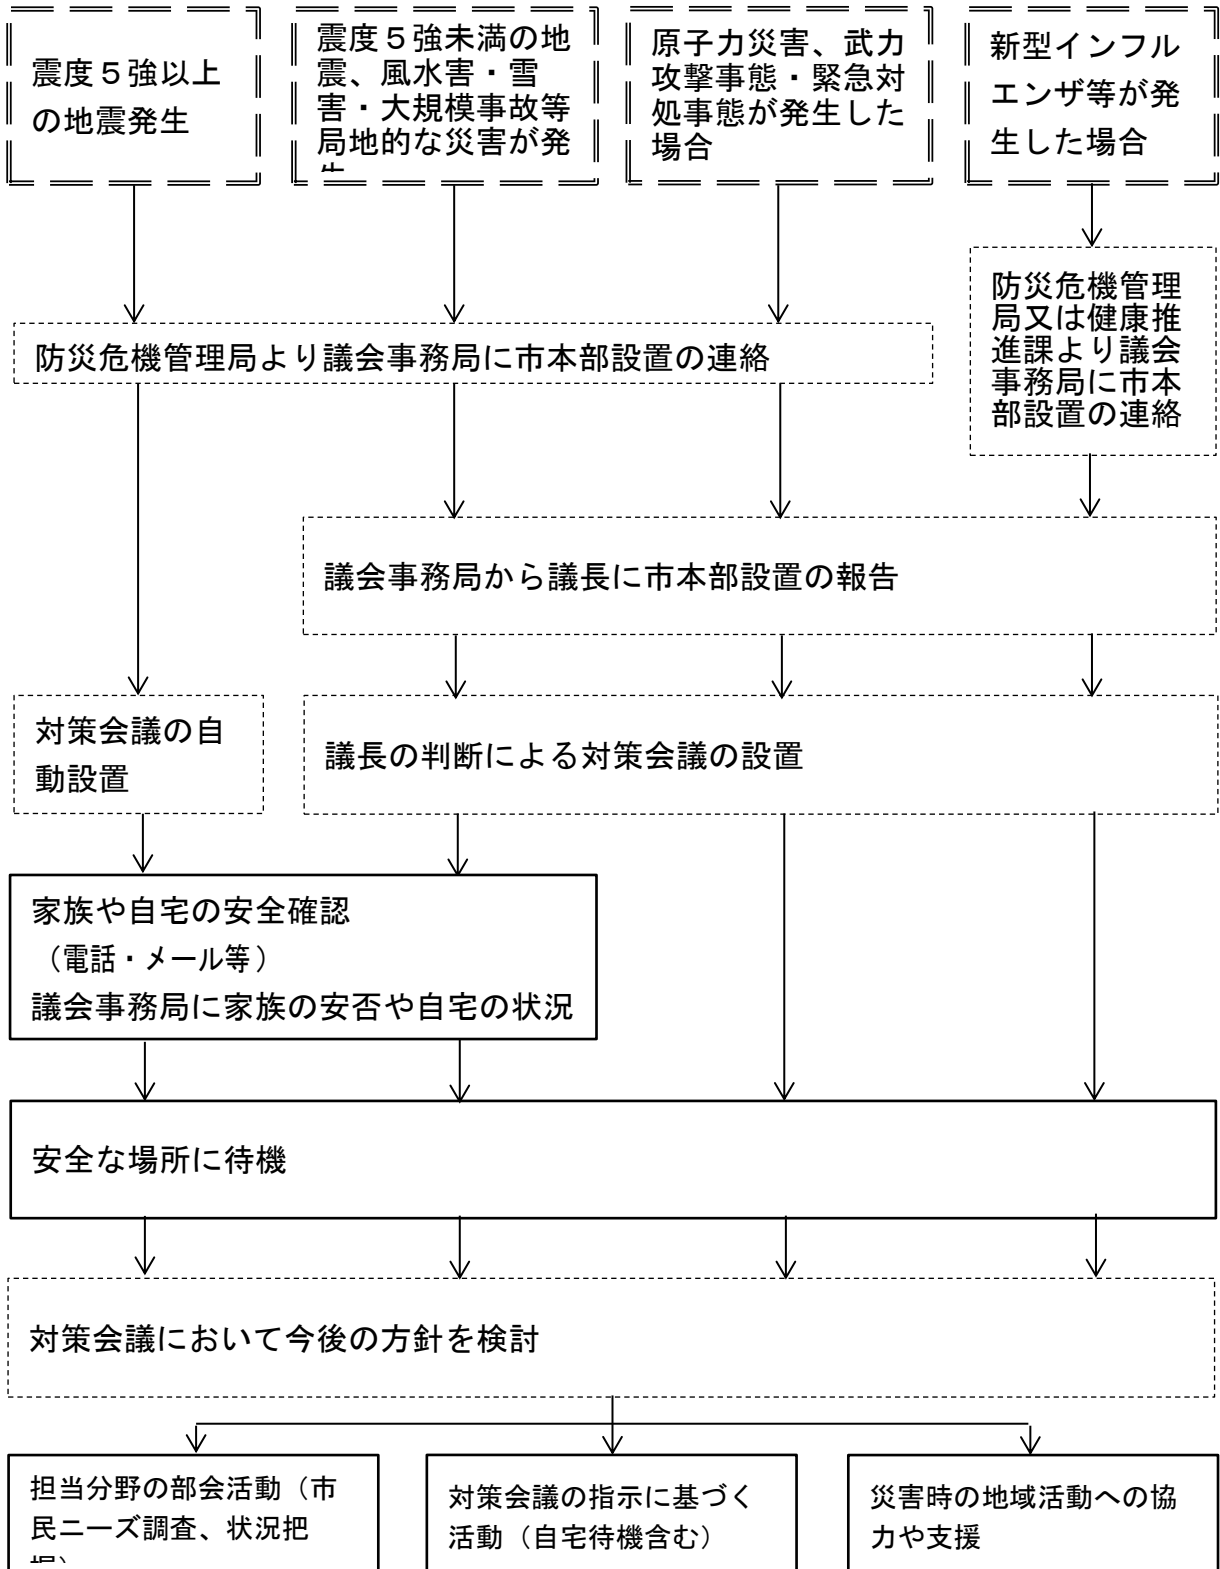 震度５強以上
の地震発生
震度５強未満の地
震、風水害・雪
害・大規模事故等
局地的な災害が発
原子力災害、武力
攻撃事態・緊急対
処事態が発生した
場合
新型インフル
エンザ等が発
生した場合
防災危機管理局より議会事務局に市本部設置の連絡
防災危機管理
局又は健康推
進課より議会
事務局に市本
部設置の連絡
議会事務局から議長に市本部設置の報告
対策会議の自
動設置
議長の判断による対策会議の設置
家族や自宅の安全確認
（電話・メール等）
議会事務局に家族の安否や自宅の状況
安全な場所に待機
対策会議において今後の方針を検討
担当分野の部会活動（市
民ニーズ調査、状況把
対策会議の指示に基づく
活動（自宅待機含む）
災害時の地域活動への協
力や支援